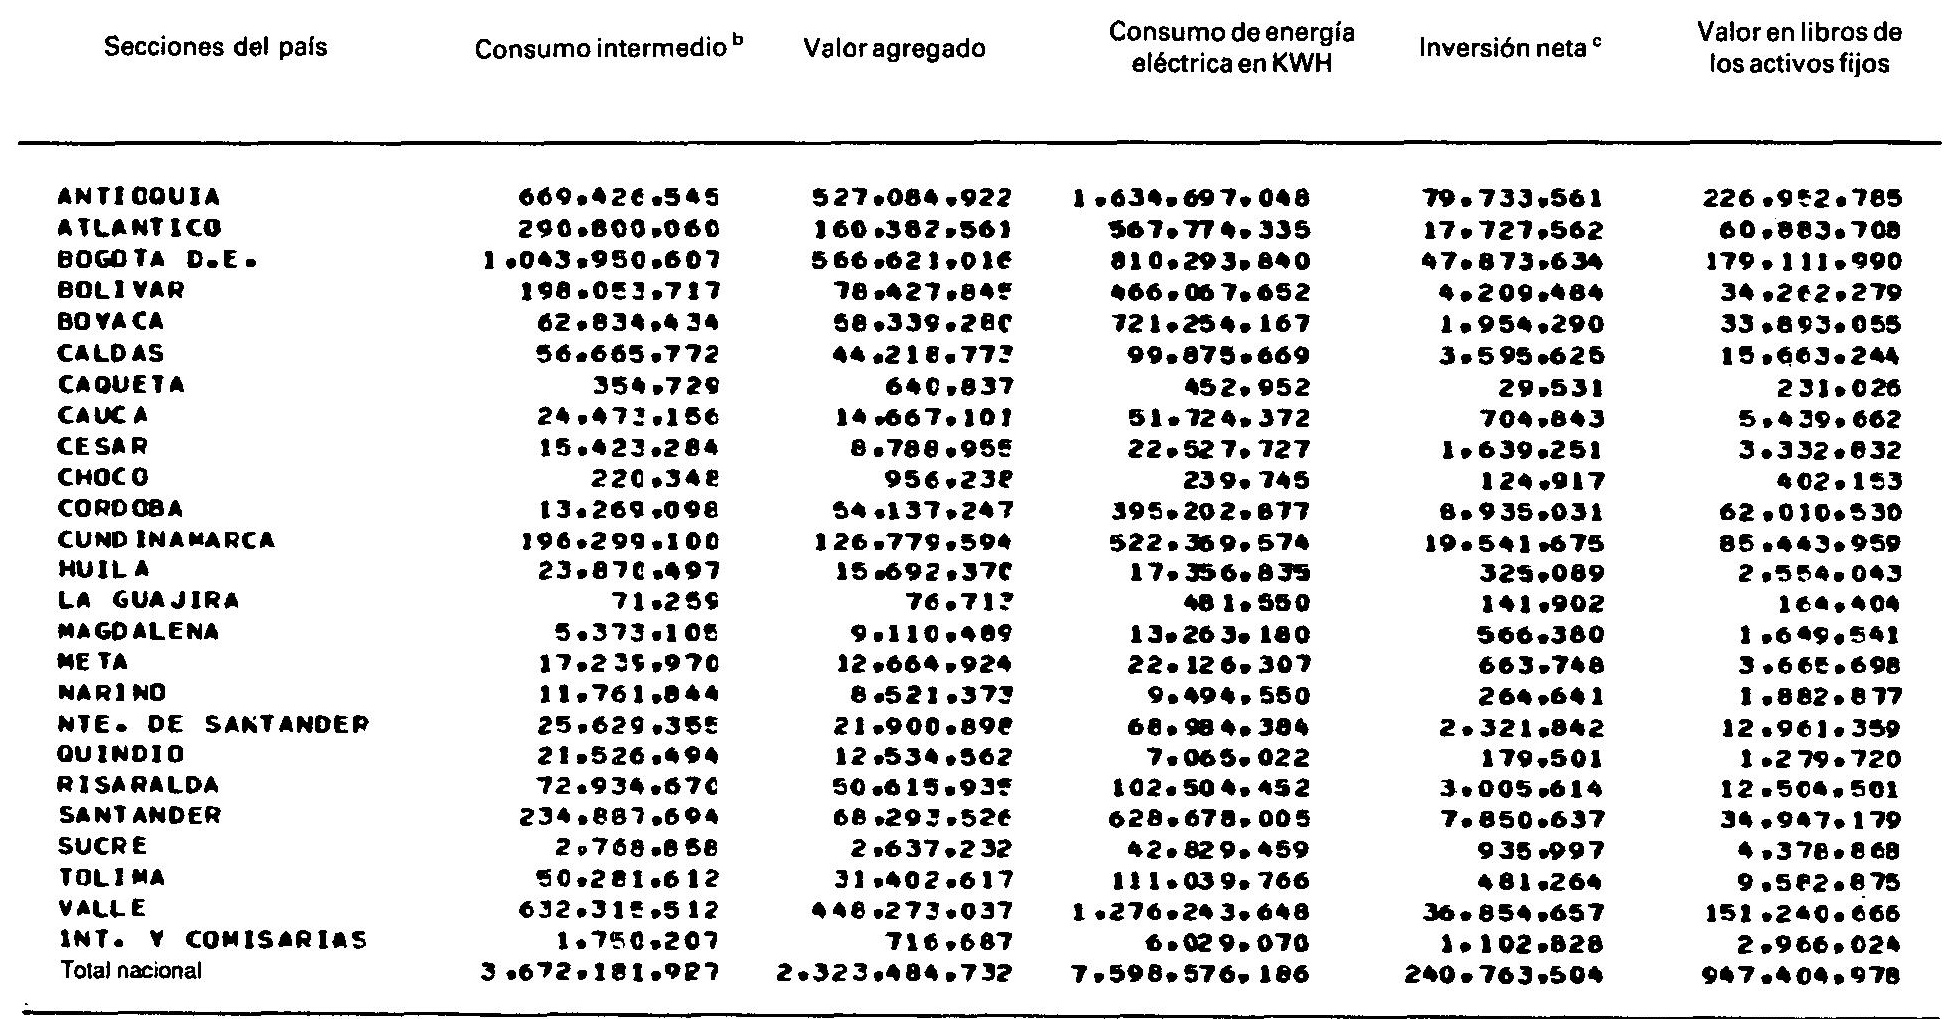 Secciones del país Consumo intermedio b Valor agregado Consumo de energía eléctrica en KWH Inversión neta c Valor en libros de los activos fijos
ANTIOQUIA 669.426.545 527.084.922 1.634.697.048 79.733.561 226.952.785
ATLANTICO 290.800.060 160.382.561 567.774.335 17.727.562 60.883.708
BOGOTA D.E. 1.043.950.607 566.621.016 810.293.840 47.873.634 179.111.990
BOLIVAR 198.053.717 78.427.845 466.067.652 4.209.484 34.262.279
BOYACA 62.834.434 58.339.280 721.254.167 1.954.290 33.893.055
CALDAS 56.665.772 44.218.773 99.875.669 3.595.625 15.663.244
CAQUETA 354.729 640.837 452.952 29.531 231.026
CAUCA 24.473.156 14.667.101 51.724.372 704.843 5.439.662
CESAR 15.423.284 8.788.955 22.527.727 1.639.251 3.332.832
CHOCO 220.348 956.238 239.745 124.917 402.153
CORDOBA 13.269.098 54.137.247 395.202.877 8.935.031 62.010.530
CUNDINAMARCA 196.299.100 126.779.594 522.369.574 19.541.675 85.443.959
HUILA 23.870.497 15.692.370 17.356.835 325.089 2.554.043
LA GUAJIRA 71.259 76.713 481.550 141.902 164.404
MAGDALENA 5.373.105 9.110.489 13.263.180 566.380 1.649.541
META 17.239.970 12.664.924 22.126.307 663.748 3.665.698
NARINO 11.761.844 8.521.373 9.494.550 264.641 1.882.877
NTE. DE SANTANDER 25.629.355 21.900.898 68.984.384 2.321.842 12.961.359
QUINDIO 21.526.494 12.534.562 7.065.022 179.501 1.279.720
RISARALDA 72.934.670 50.615.935 102.504.452 3.005.614 12.504.501
SANTANDER 234.887.694 68.293.526 628.678.005 7.850.637 34.947.179
SUCRE 2.768.858 2.637.232 42.829.459 935.997 4.378.868
TOLIMA 50.281.612 31.402.617 111.039.766 481.264 9.582.875
VALLE 632.315.512 448.273.037 1.276.243.648 36.854.657 151.240.666
INT. Y COMISARIAS 1.750.207 716.687 6.029.070 1.102.828 2.966.024
Total nacional 3.672.181.927 2.323.484.732 7.598.576.186 240.763.504 947.404.978